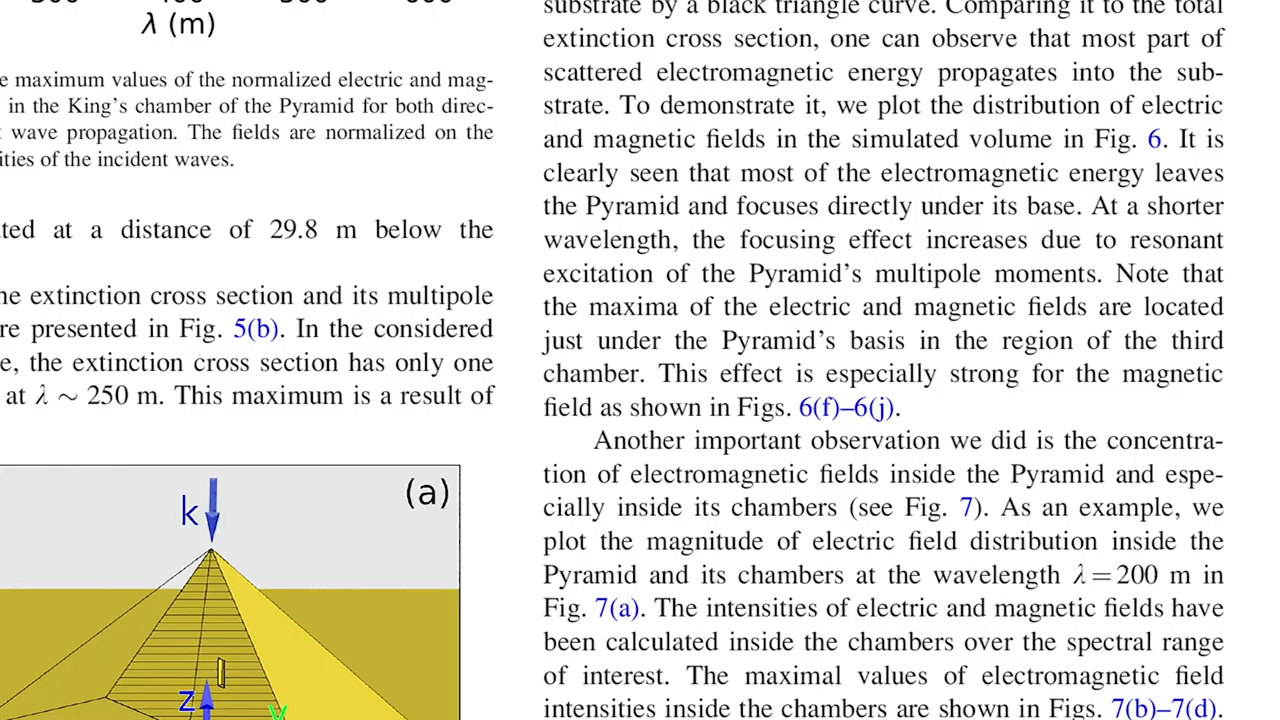 λ (m)
e maximum values of the normalized electric and mag-
in the King's chamber of the Pyramid for both direc-
t wave propagation. The fields are normalized on the
ities of the incident waves.
ated at a distance of 29.8 m below the
he extinction cross section and its multipole
re presented in Fig. 5(b). In the considered
e, the extinction cross section has only one
at λ ∼ 250 m. This maximum is a result of
(a)
k
z
y
substrate by a black triangle curve. Comparing it to the total
extinction cross section, one can observe that most part of
scattered electromagnetic energy propagates into the sub-
strate. To demonstrate it, we plot the distribution of electric
and magnetic fields in the simulated volume in Fig. 6. It is
clearly seen that most of the electromagnetic energy leaves
the Pyramid and focuses directly under its base. At a shorter
wavelength, the focusing effect increases due to resonant
excitation of the Pyramid's multipole moments. Note that
the maxima of the electric and magnetic fields are located
just under the Pyramid's basis in the region of the third
chamber. This effect is especially strong for the magnetic
field as shown in Figs. 6(f)–6(j).
Another important observation we did is the concentra-
tion of electromagnetic fields inside the Pyramid and espe-
cially inside its chambers (see Fig. 7). As an example, we
plot the magnitude of electric field distribution inside the
Pyramid and its chambers at the wavelength λ = 200 m in
Fig. 7(a). The intensities of electric and magnetic fields have
been calculated inside the chambers over the spectral range
of interest. The maximal values of electromagnetic field
intensities inside the chambers are shown in Figs. 7(b)–7(d).